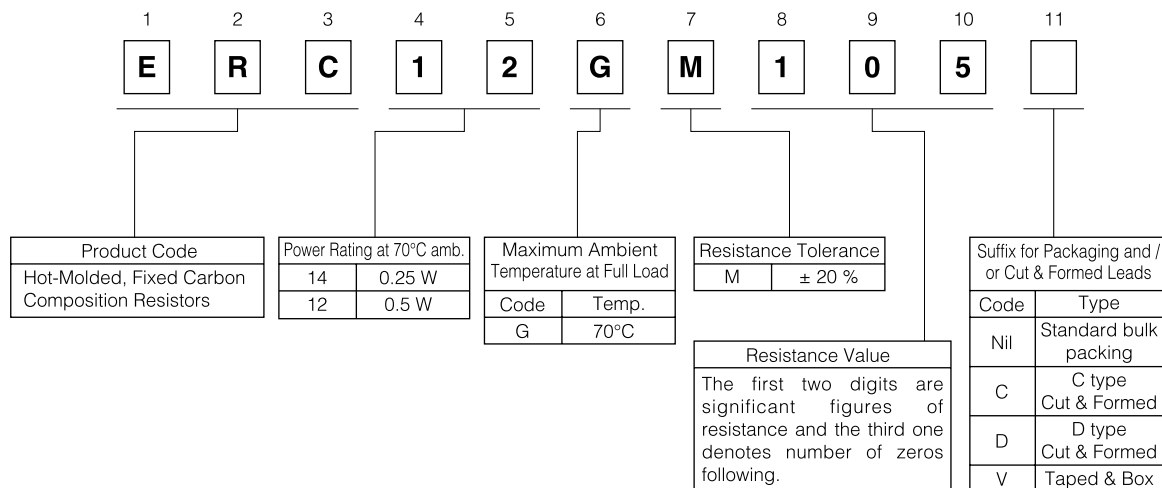 1 2 3 4 5 6 7 8 9 10 11
E R C 1 2 G M 1 0 5
Product Code
Hot-Molded, Fixed Carbon
Composition Resistors
Power Rating at 70°C amb.
14 0.25 W
12 0.5 W
Maximum Ambient
Temperature at Full Load
Code Temp.
G 70°C
Resistance Tolerance
M ± 20 %
Resistance Value
The first two digits are
significant figures of
resistance and the third one
denotes number of zeros
following.
Suffix for Packaging and /
or Cut & Formed Leads
Code Type
Nil Standard bulk
packing
C C type
Cut & Formed
D D type
Cut & Formed
V Taped & Box